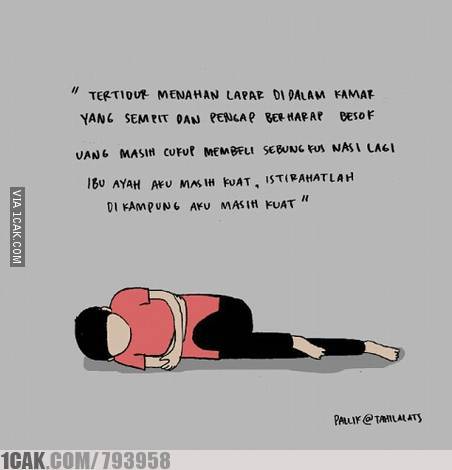 " TERTIDUR MENAHAN LAPAR DI DALAM KAMAR
YANG SEMPIT DAN PENGAP BERHARAP BESOK
UANG MASIH CUKUP MEMBELI SEBUNGKUS NASI LAGI
IBU AYAH AKU MASIH KUAT, ISTIRAHATLAH
DI KAMPUNG AKU MASIH KUAT "
VIA 1CAK.COM
PALLIK@TAHILALATS
1CAK.COM/793958